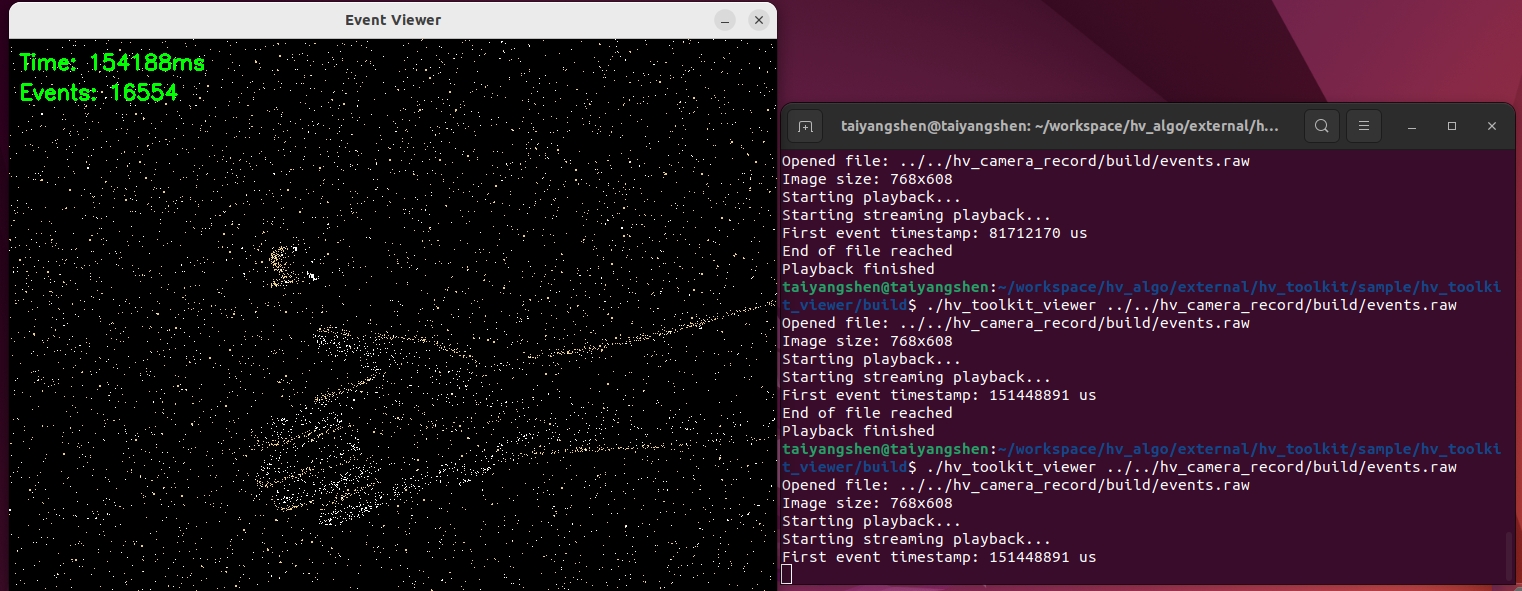 Event Viewer
Time: 154188ms
Events: 16554
taiyangshen@taiyangshen: ~/workspace/hv_algo/external/h...
Opened file: ../../hv_camera_record/build/events.raw
Image size: 768x608
Starting playback...
Starting streaming playback...
First event timestamp: 81712170 us
End of file reached
Playback finished
taiyangshen@taiyangshen:~/workspace/hv_algo/external/hv_toolkit/sample/hv_toolki
t_viewer/build$ ./hv_toolkit_viewer ../../hv_camera_record/build/events.raw
Opened file: ../../hv_camera_record/build/events.raw
Image size: 768x608
Starting playback...
Starting streaming playback...
First event timestamp: 151448891 us
End of file reached
Playback finished
taiyangshen@taiyangshen:~/workspace/hv_algo/external/hv_toolkit/sample/hv_toolki
t_viewer/build$ ./hv_toolkit_viewer ../../hv_camera_record/build/events.raw
Opened file: ../../hv_camera_record/build/events.raw
Image size: 768x608
Starting playback...
Starting streaming playback...
First event timestamp: 151448891 us